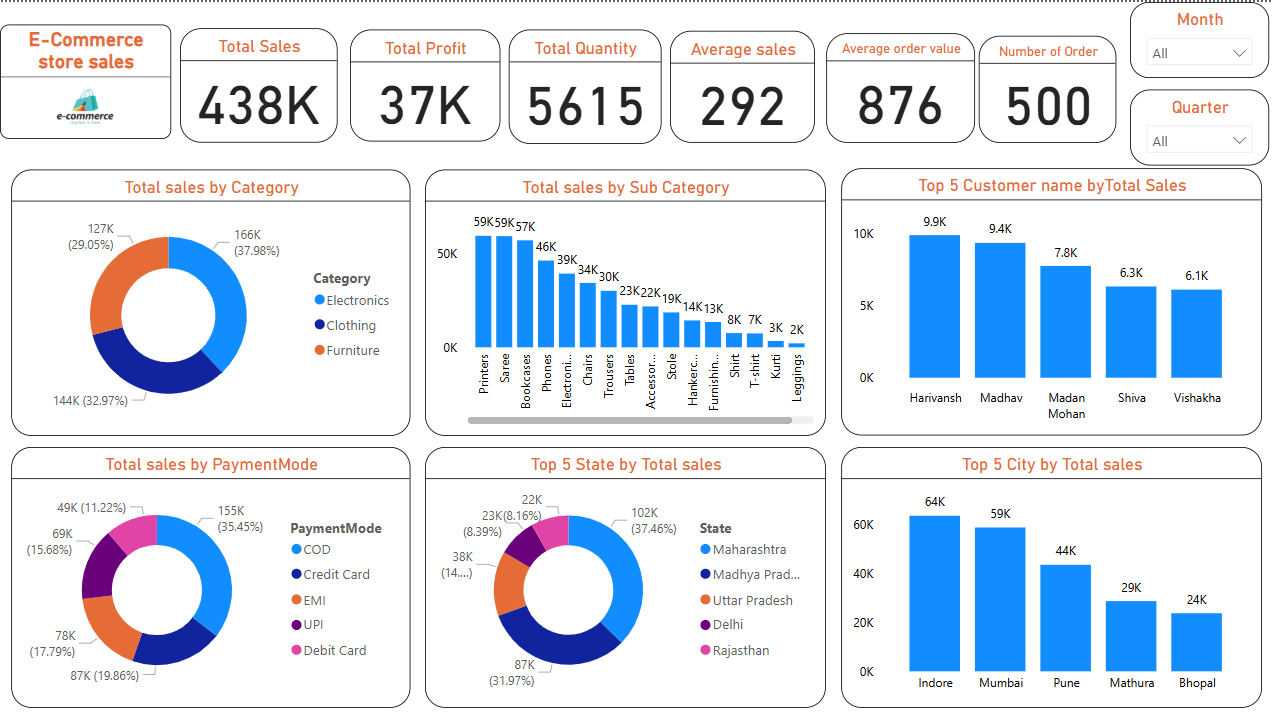 E-Commerce
store sales
e-commerce
Total Sales
438K
Total Profit
37K
Total Quantity
5615
Average sales
292
Average order value
876
Number of Order
500
Month
All
Quarter
All
Total sales by Category
127K
(29.05%)
166K
(37.98%)
144K (32.97%)
Category
Electronics
Clothing
Furniture
Total sales by Sub Category
50K
0K
59K
59K
57K
46K
39K
34K
30K
23K
22K
19K
14K
13K
8K
7K
3K
2K
Printers
Saree
Bookcases
Phones
Electroni...
Chairs
Trousers
Tables
Accessor...
Stole
Hankerc...
Furnishin...
Shirt
T-shirt
Kurti
Leggings
Top 5 Customer name byTotal Sales
10K
5K
0K
9.9K
9.4K
7.8K
6.3K
6.1K
Harivansh
Madhav
Madan
Mohan
Shiva
Vishakha
Total sales by PaymentMode
49K (11.22%)
155K
(35.45%)
69K
(15.68%)
78K
(17.79%)
87K (19.86%)
PaymentMode
COD
Credit Card
EMI
UPI
Debit Card
Top 5 State by Total sales
22K
(8.16%)
23K
(8.39%)
102K
(37.46%)
38K
(14....)
87K
(31.97%)
State
Maharashtra
Madhya Prad...
Uttar Pradesh
Delhi
Rajasthan
Top 5 City by Total sales
60K
40K
20K
0K
64K
59K
44K
29K
24K
Indore
Mumbai
Pune
Mathura
Bhopal